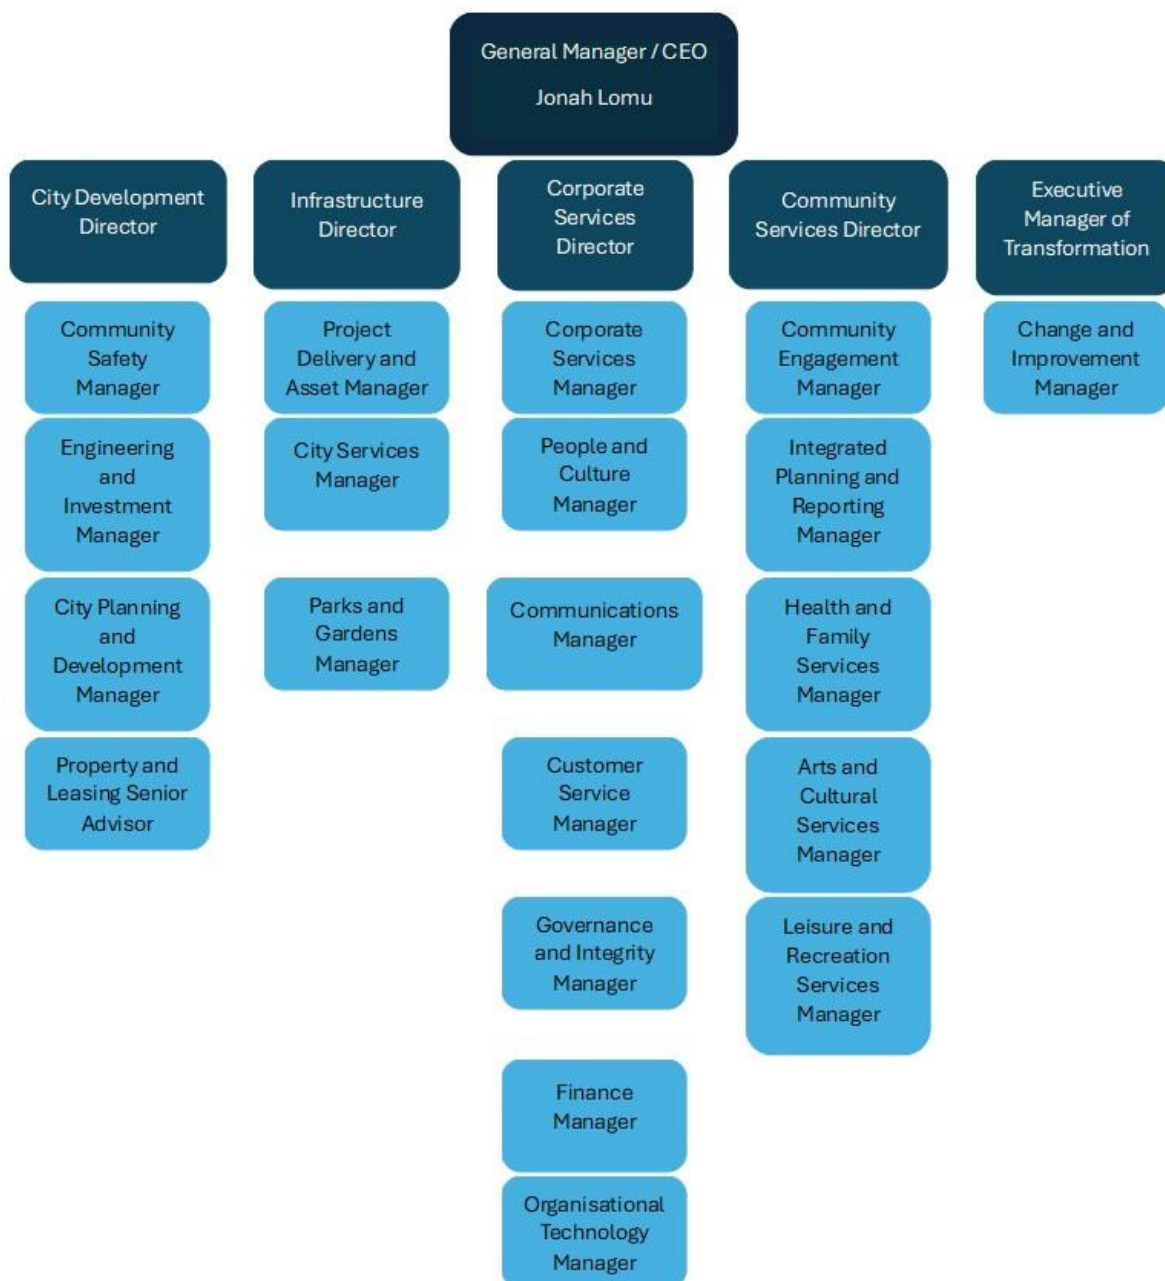 General Manager / CEO
Jonah Lomu
City Development
Director
Infrastructure
Director
Corporate
Services
Director
Community
Services Director
Executive
Manager of
Transformation
Community
Safety
Manager
Engineering
and
Investment
Manager
City Planning
and
Development
Manager
Property and
Leasing Senior
Advisor
Project
Delivery and
Asset Manager
City Services
Manager
Parks and
Gardens
Manager
Corporate
Services
Manager
People and
Culture
Manager
Communications
Manager
Customer
Service
Manager
Governance
and Integrity
Manager
Finance
Manager
Organisational
Technology
Manager
Community
Engagement
Manager
Integrated
Planning and
Reporting
Manager
Health and
Family
Services
Manager
Arts and
Cultural
Services
Manager
Leisure and
Recreation
Services
Manager
Change and
Improvement
Manager